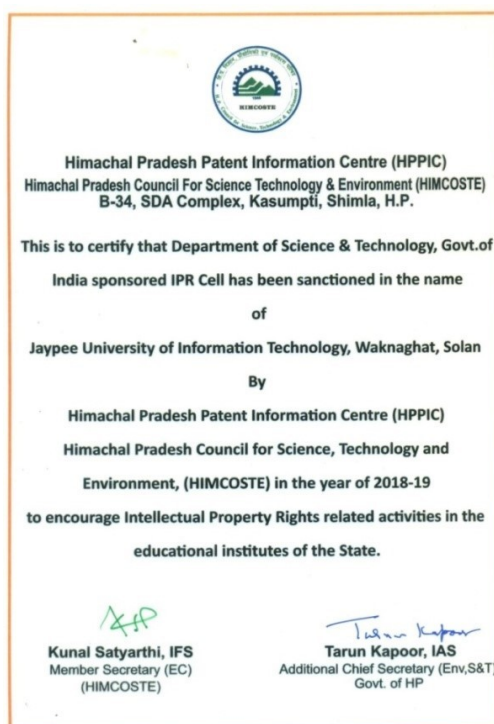 HIMCOSTE
Himachal Pradesh Patent Information Centre (HPPIC)
Himachal Pradesh Council For Science Technology & Environment (HIMCOSTE)
B-34, SDA Complex, Kasumpti, Shimla, H.P.
This is to certify that Department of Science & Technology, Govt.of
India sponsored IPR Cell has been sanctioned in the name
of
Jaypee University of Information Technology, Waknaghat, Solan
By
Himachal Pradesh Patent Information Centre (HPPIC)
Himachal Pradesh Council for Science, Technology and
Environment, (HIMCOSTE) in the year of 2018-19
to encourage Intellectual Property Rights related activities in the
educational institutes of the State.
Tarun Kapoor
Kunal Satyarthi, IFS
Member Secretary (EC)
(HIMCOSTE)
Tarun Kapoor, IAS
Additional Chief Secretary (Env,S&T)
Govt. of HP